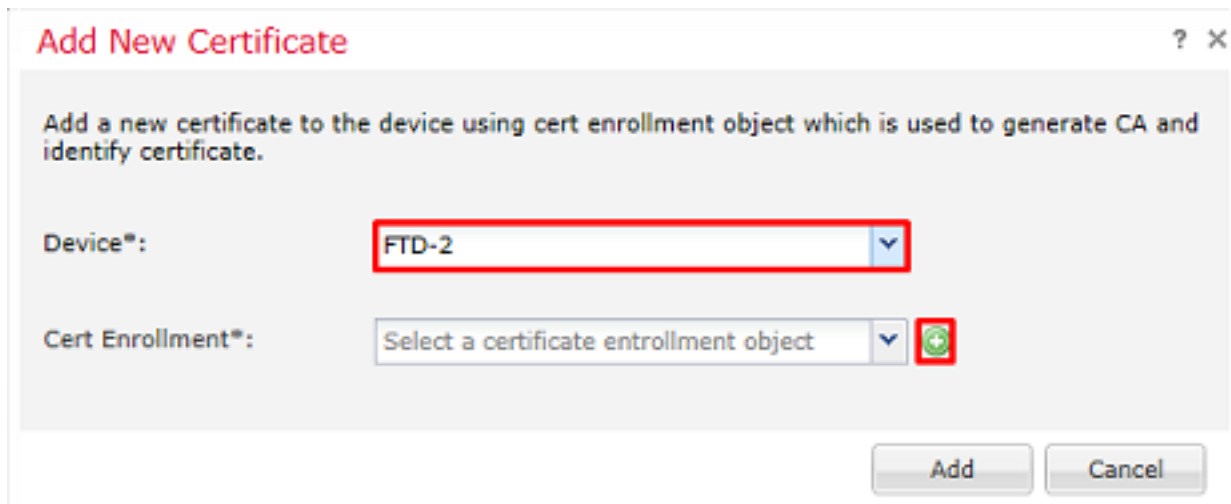 Add New Certificate ? ×
Add a new certificate to the device using cert enrollment object which is used to generate CA and
identify certificate.
Device*: FTD-2
Cert Enrollment*: Select a certificate entrollment object
Add Cancel